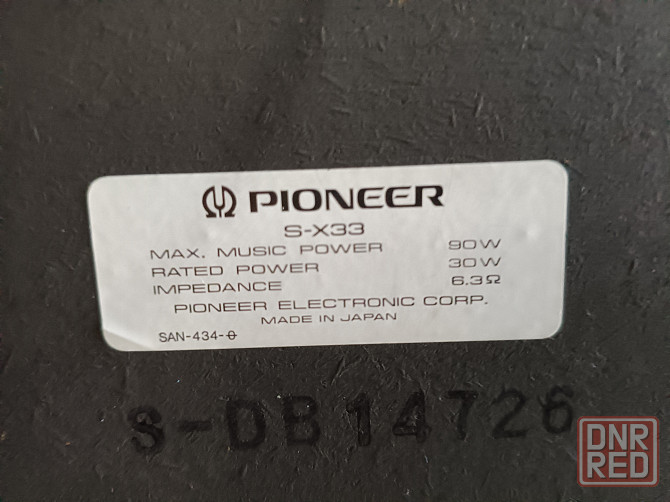 PIONEER
S-X33
MAX. MUSIC POWER 90W
RATED POWER 30W
IMPEDANCE 6.3Ω
PIONEER ELECTRONIC CORP.
MADE IN JAPAN
SAN-434-0
S-DB14726
DNR
RED